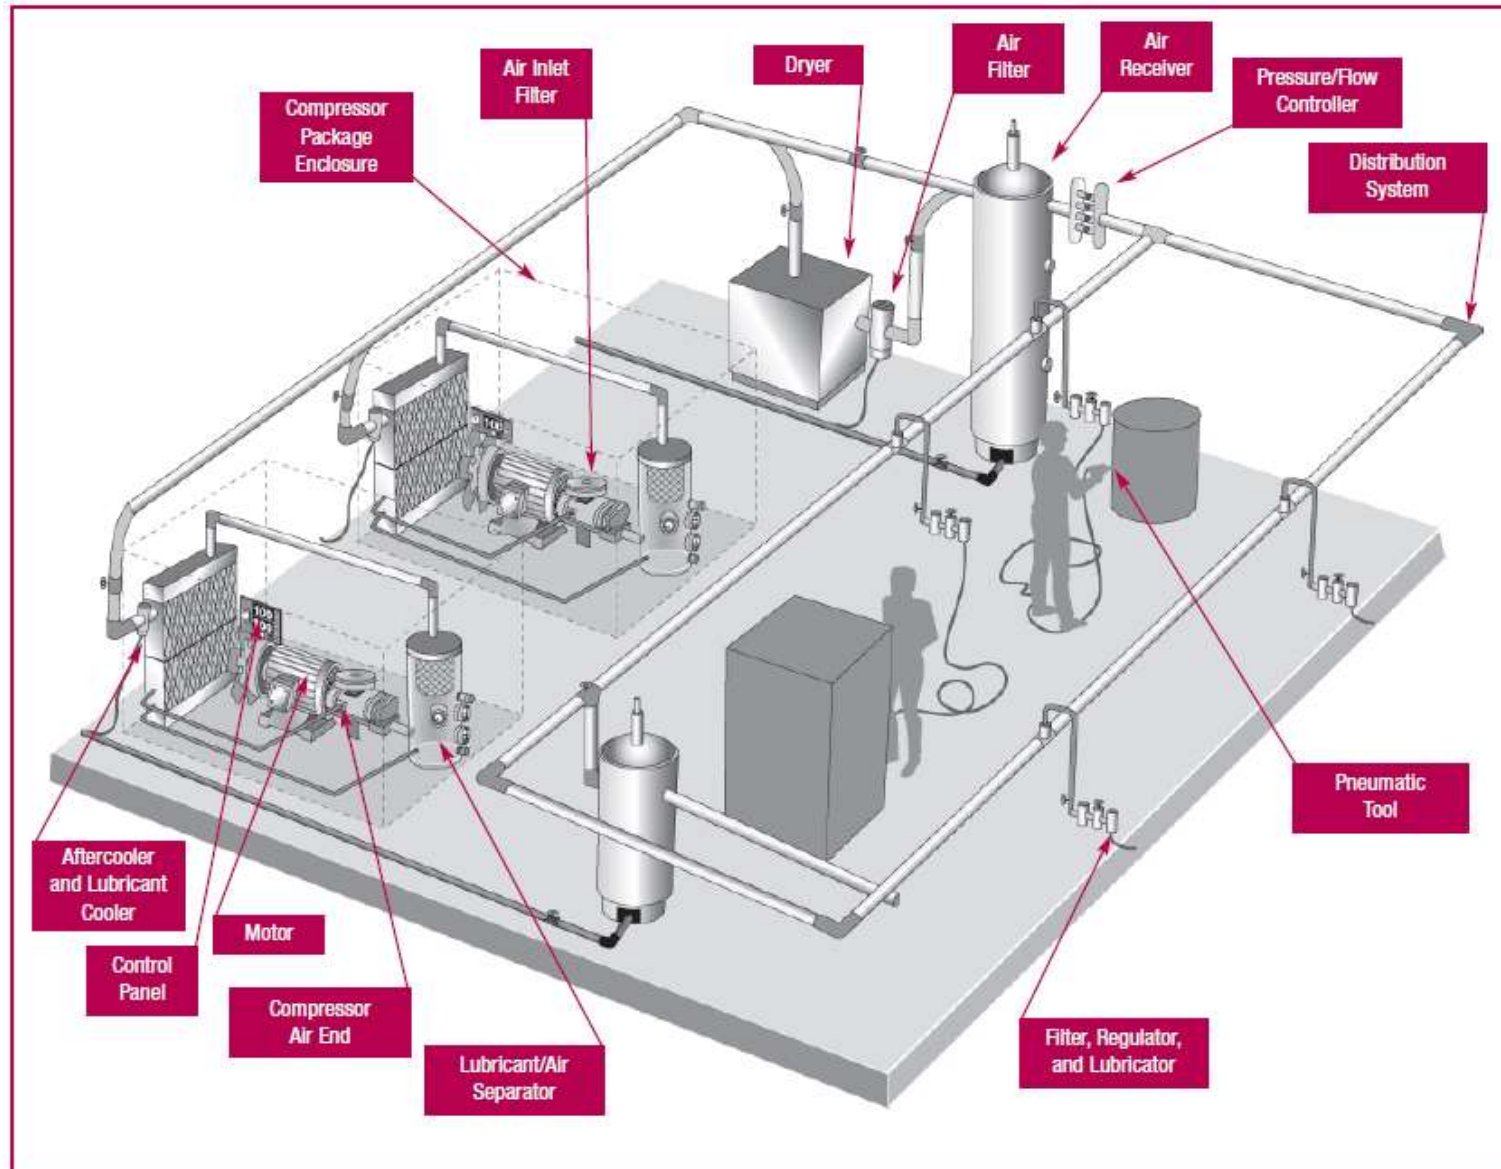 Air Inlet
Filter
Dryer
Air
Filter
Air
Receiver
Pressure/Flow
Controller
Compressor
Package
Enclosure
Distribution
System
100
Pneumatic
Tool
Aftercooler
and Lubricant
Cooler
Motor
Control
Panel
Compressor
Air End
Lubricant/Air
Separator
Filter, Regulator,
and Lubricator